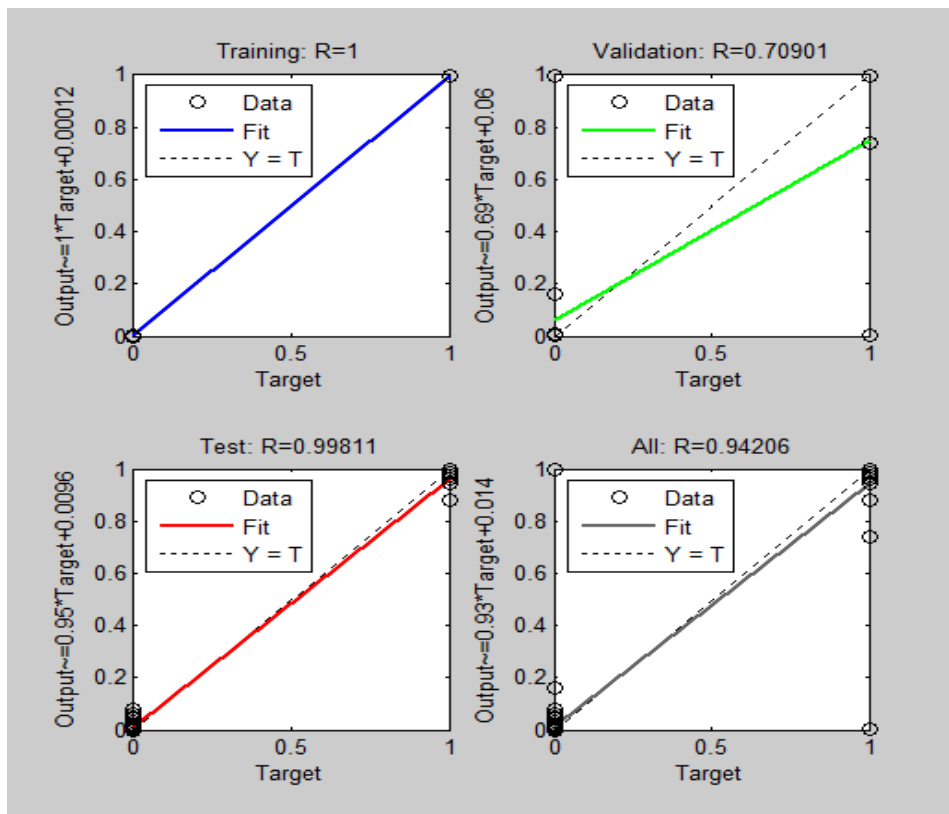 Training: R=1
Output~=1*Target+0.00012
1
0.8
0.6
0.4
0.2
0
Data
Fit
Y = T
0
0.5
1
Target
Validation: R=0.70901
Output~=0.69*Target+0.06
1
0.8
0.6
0.4
0.2
0
Data
Fit
Y = T
0
0.5
1
Target
Test: R=0.99811
Output~=0.95*Target+0.0096
1
0.8
0.6
0.4
0.2
0
Data
Fit
Y = T
0
0.5
1
Target
All: R=0.94206
Output~=0.93*Target+0.014
1
0.8
0.6
0.4
0.2
0
Data
Fit
Y = T
0
0.5
1
Target